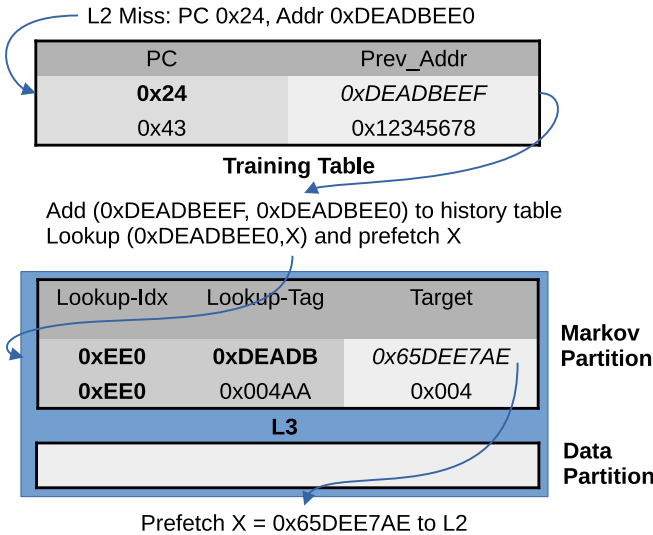 L2 Miss: PC 0x24, Addr 0xDEADBEE0
PC Prev_Addr
0x24 0xDEADBEEF
0x43 0x12345678
Training Table
Add (0xDEADBEEF, 0xDEADBEE0) to history table
Lookup (0xDEADBEE0,X) and prefetch X
Lookup-Idx Lookup-Tag Target
0xEE0 0xDEADB 0x65DEE7AE
0xEE0 0x004AA 0x004
Markov
Partition
L3
Data
Partition
Prefetch X = 0x65DEE7AE to L2